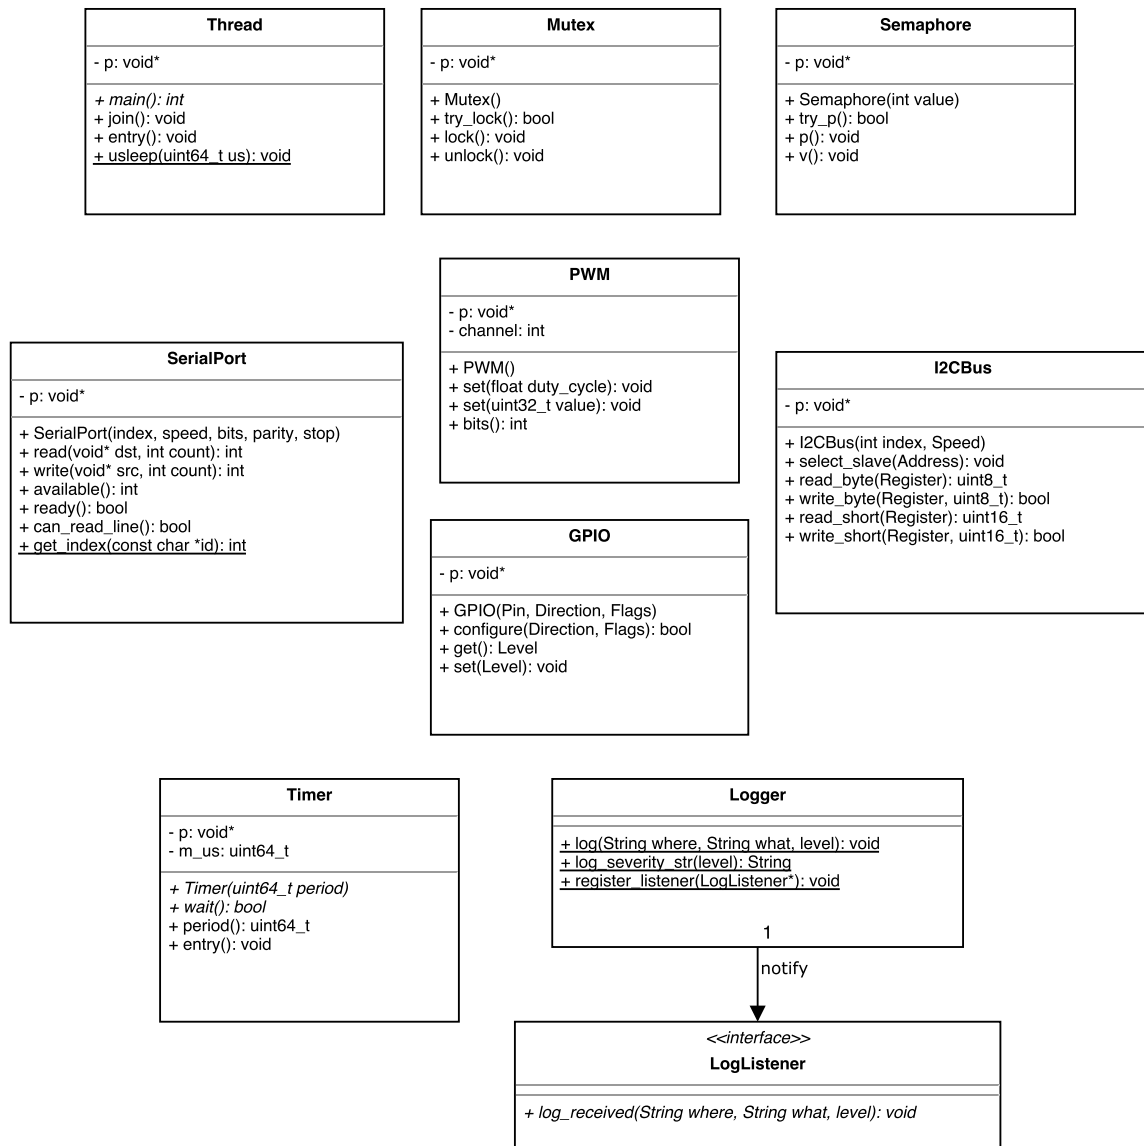 Thread
- p: void*
+ main(): int
+ join(): void
+ entry(): void
+ usleep(uint64_t us): void
Mutex
- p: void*
+ Mutex()
+ try_lock(): bool
+ lock(): void
+ unlock(): void
Semaphore
- p: void*
+ Semaphore(int value)
+ try_p(): bool
+ p(): void
+ v(): void
PWM
- p: void*
- channel: int
+ PWM()
+ set(float duty_cycle): void
+ set(uint32_t value): void
+ bits(): int
SerialPort
- p: void*
+ SerialPort(index, speed, bits, parity, stop)
+ read(void* dst, int count): int
+ write(void* src, int count): int
+ available(): int
+ ready(): bool
+ can_read_line(): bool
+ get_index(const char *id): int
I2CBus
- p: void*
+ I2CBus(int index, Speed)
+ select_slave(Address): void
+ read_byte(Register): uint8_t
+ write_byte(Register, uint8_t): bool
+ read_short(Register): uint16_t
+ write_short(Register, uint16_t): bool
GPIO
- p: void*
+ GPIO(Pin, Direction, Flags)
+ configure(Direction, Flags): bool
+ get(): Level
+ set(Level): void
Timer
- p: void*
- m_us: uint64_t
+ Timer(uint64_t period)
+ wait(): bool
+ period(): uint64_t
+ entry(): void
Logger
+ log(String where, String what, level): void
+ log_severity_str(level): String
+ register_listener(LogListener*): void
1
notify
<<interface>>
LogListener
+ log_received(String where, String what, level): void